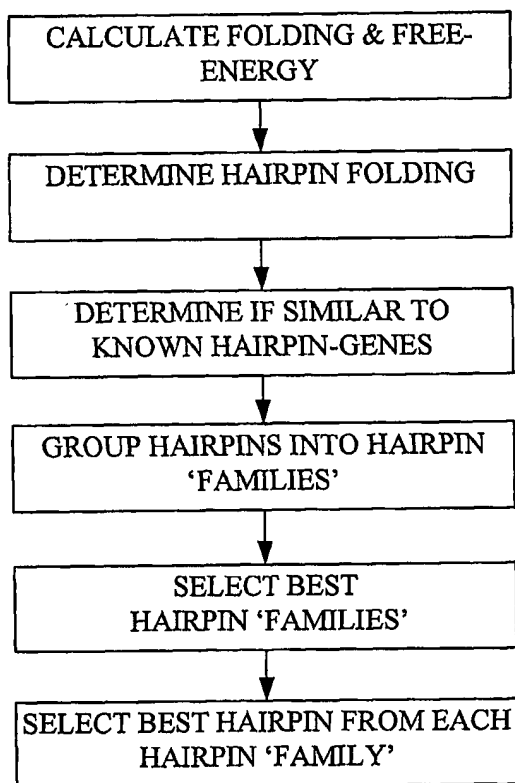 CALCULATE FOLDING & FREE-
ENERGY
DETERMINE HAIRPIN FOLDING
DETERMINE IF SIMILAR TO
KNOWN HAIRPIN-GENES
GROUP HAIRPINS INTO HAIRPIN
‘FAMILIES’
SELECT BEST
HAIRPIN ‘FAMILIES’
SELECT BEST HAIRPIN FROM EACH
HAIRPIN ‘FAMILY’